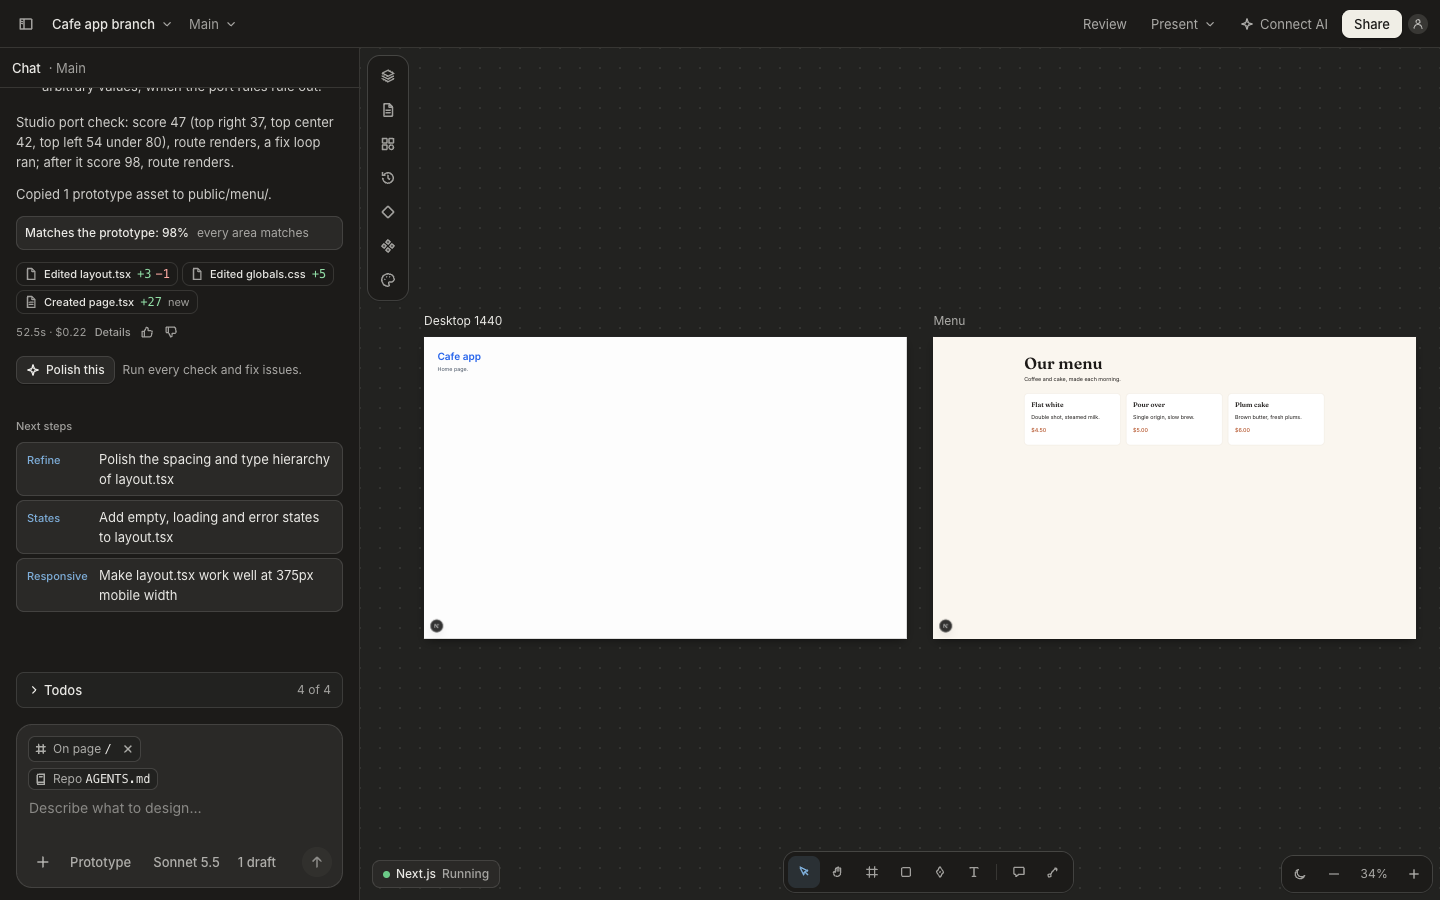 Cafe app branch
Main
Review
Present
Connect AI
Share
Chat · Main
arbitrary values, which the port rules rule out.
Studio port check: score 47 (top right 37, top center
42, top left 54 under 80), route renders, a fix loop
ran; after it score 98, route renders.
Copied 1 prototype asset to public/menu/.
Matches the prototype: 98% every area matches
Edited layout.tsx +3 −1
Edited globals.css +5
Created page.tsx +27 new
52.5s · $0.22 Details
Polish this
Run every check and fix issues.
Next steps
Refine
Polish the spacing and type hierarchy
of layout.tsx
States
Add empty, loading and error states
to layout.tsx
Responsive
Make layout.tsx work well at 375px
mobile width
Todos
4 of 4
On page /
Repo AGENTS.md
Describe what to design...
Prototype
Sonnet 5.5
1 draft
Desktop 1440
Cafe app
Home page.
N
Menu
Our menu
Coffee and cake, made each morning.
Flat white
Double shot, steamed milk.
$4.50
Pour over
Single origin, slow brew.
$5.00
Plum cake
Brown butter, fresh plums.
$6.00
N
Next.js Running
34%